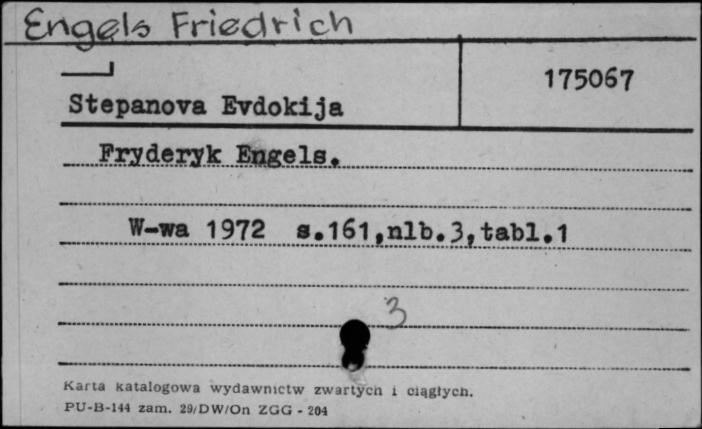 Engels Friedrich
175067
Stepanova Evdokija
Fryderyk Engels.
W-wa 1972 s.161,nlb.3,tabl.1
3
Karta katalogowa wydawnictw zwartych i ciągłych.
PU-B-144 zam. 29/DW/On ZGG - 204